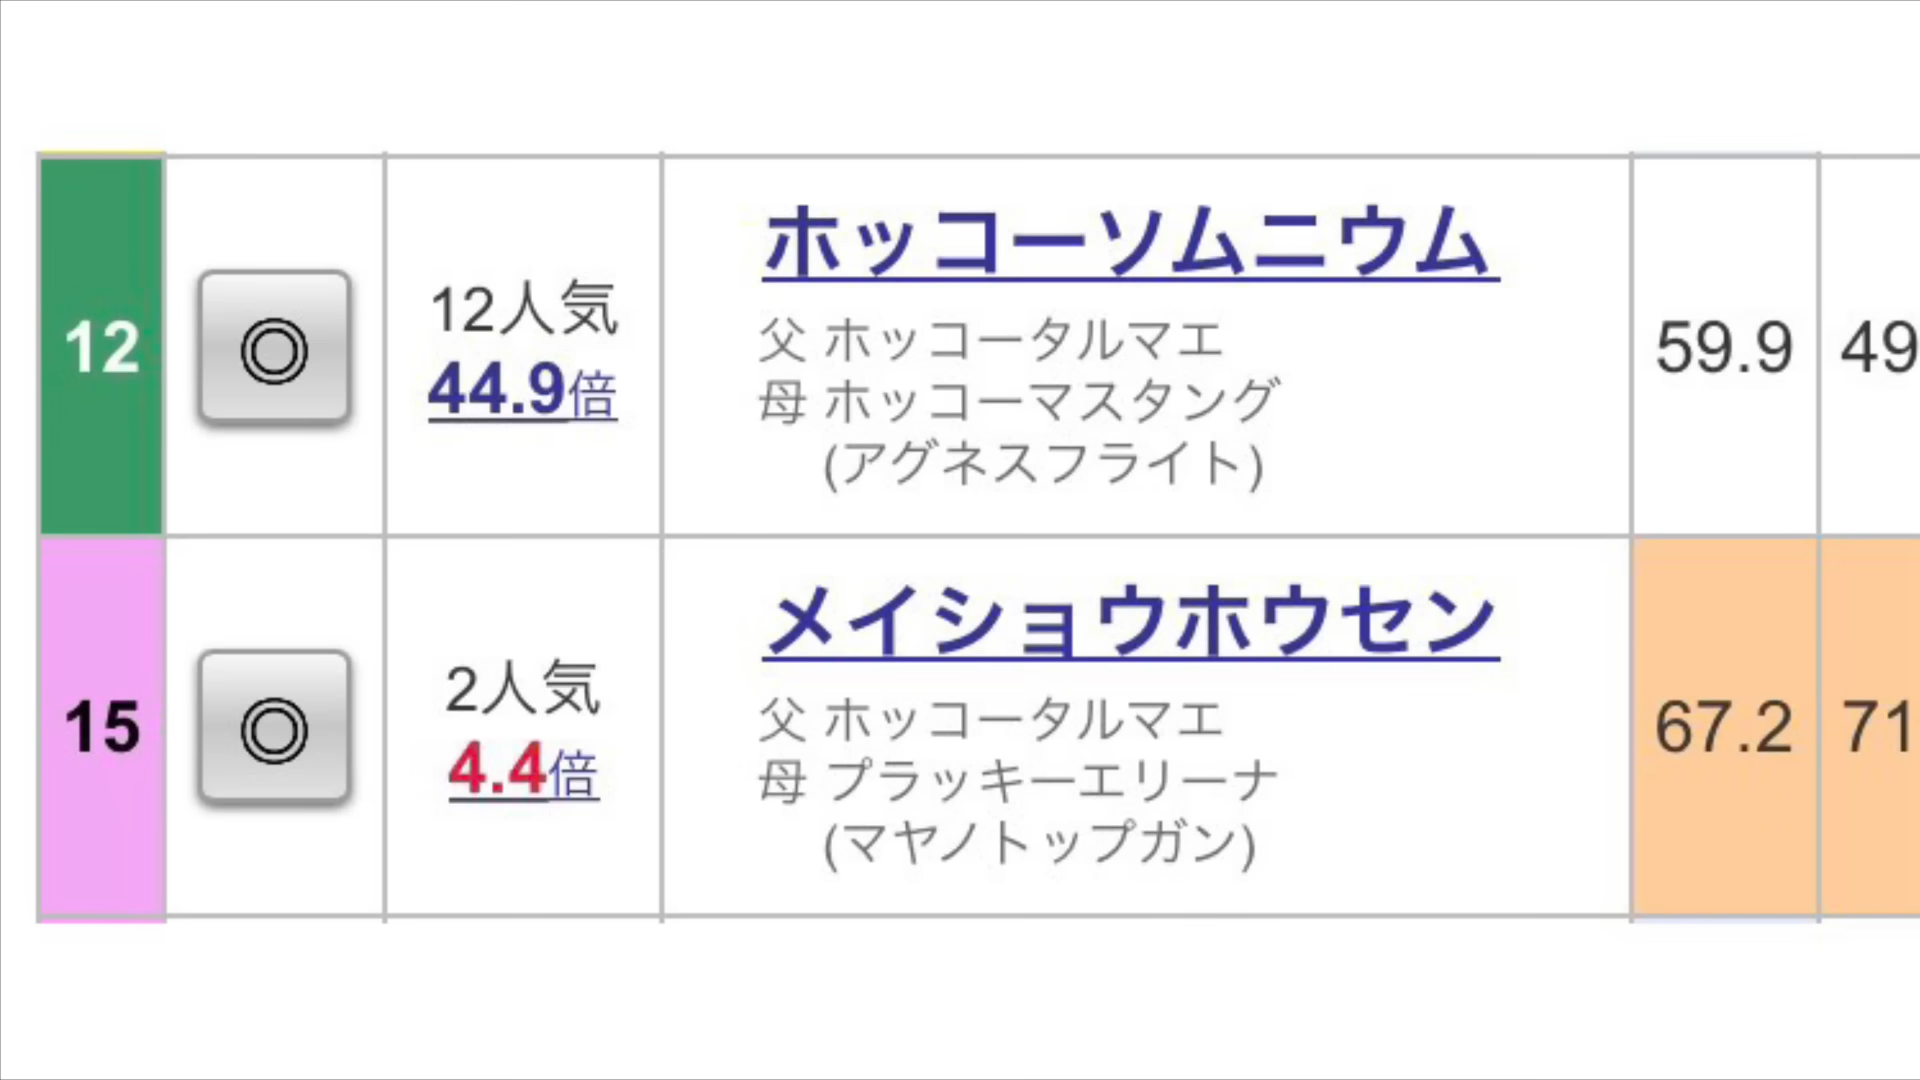 12
◎
12人気
44.9倍
ホッコーソムニウム
父 ホッコータルマエ
母 ホッコーマスタング
(アグネスフライト)
59.9
49
15
◎
2人気
4.4倍
メイショウホウセン
父 ホッコータルマエ
母 プラッキーエリーナ
(マヤノトップガン)
67.2
71